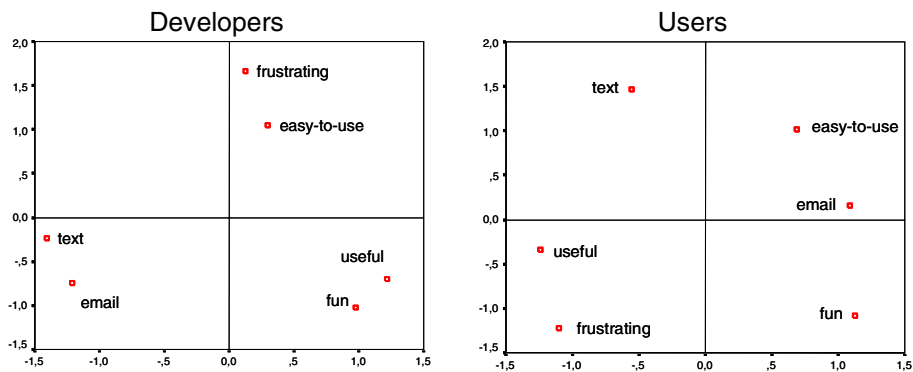 Developers
2,0
1,5
1,0
,5
0,0
-,5
-1,0
-1,5
frustrating
easy-to-use
text
email
useful
fun
-1,5 -1,0 -,5 0,0 ,5 1,0 1,5
Users
2,0
1,5
1,0
,5
0,0
-,5
-1,0
-1,5
text
easy-to-use
email
useful
fun
frustrating
-1,5 -1,0 -,5 0,0 ,5 1,0 1,5